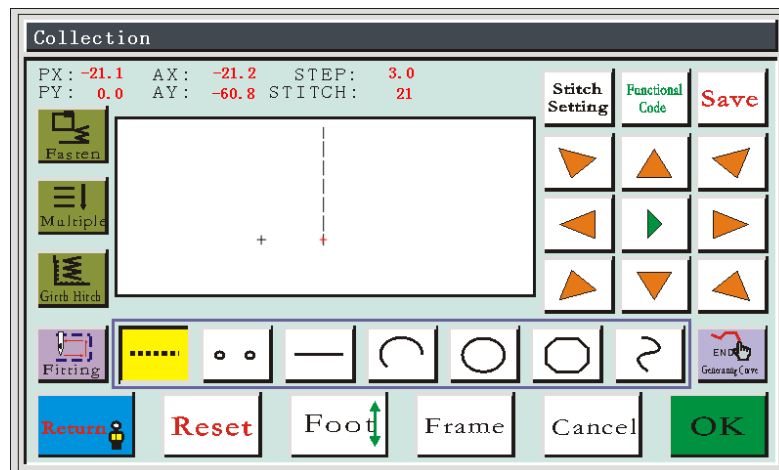 Collection
PX: -21.1 AX: -21.2 STEP: 3.0
PY: 0.0 AY: -60.8 STITCH: 21
Stitch
Setting
Functional
Code
Save
Fasten
Multiple
Girtb Hitch
Fitting
END
Generating Curve
Return
Reset
Foot
Frame
Cancel
OK